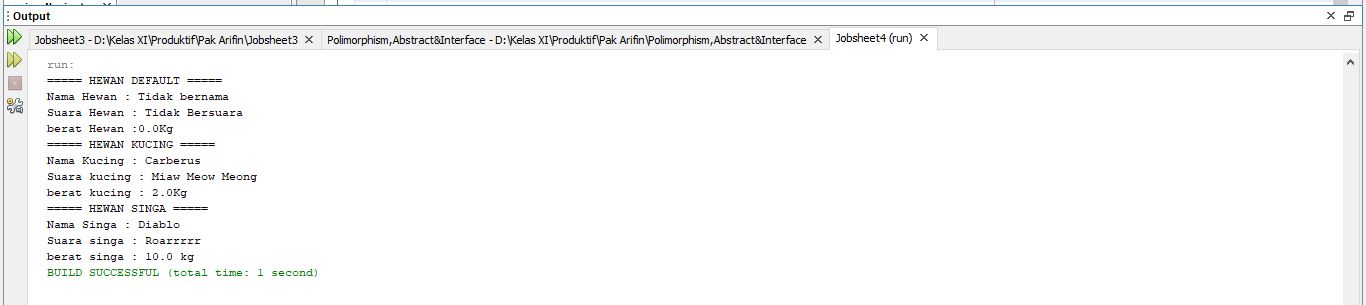 Output
Jobsheet3 - D:\Kelas XI\Produktif\Pak Arifin\Jobsheet3
Polimorphism,Abstract&Interface - D:\Kelas XI\Produktif\Pak Arifin\Polimorphism,Abstract&Interface
Jobsheet4 (run)
run:
===== HEWAN DEFAULT =====
Nama Hewan : Tidak bernama
Suara Hewan : Tidak Bersuara
berat Hewan :0.0Kg
===== HEWAN KUCING =====
Nama Kucing : Carberus
Suara kucing : Miaw Meow Meong
berat kucing : 2.0Kg
===== HEWAN SINGA =====
Nama Singa : Diablo
Suara singa : Roarrrrr
berat singa : 10.0 kg
BUILD SUCCESSFUL (total time: 1 second)